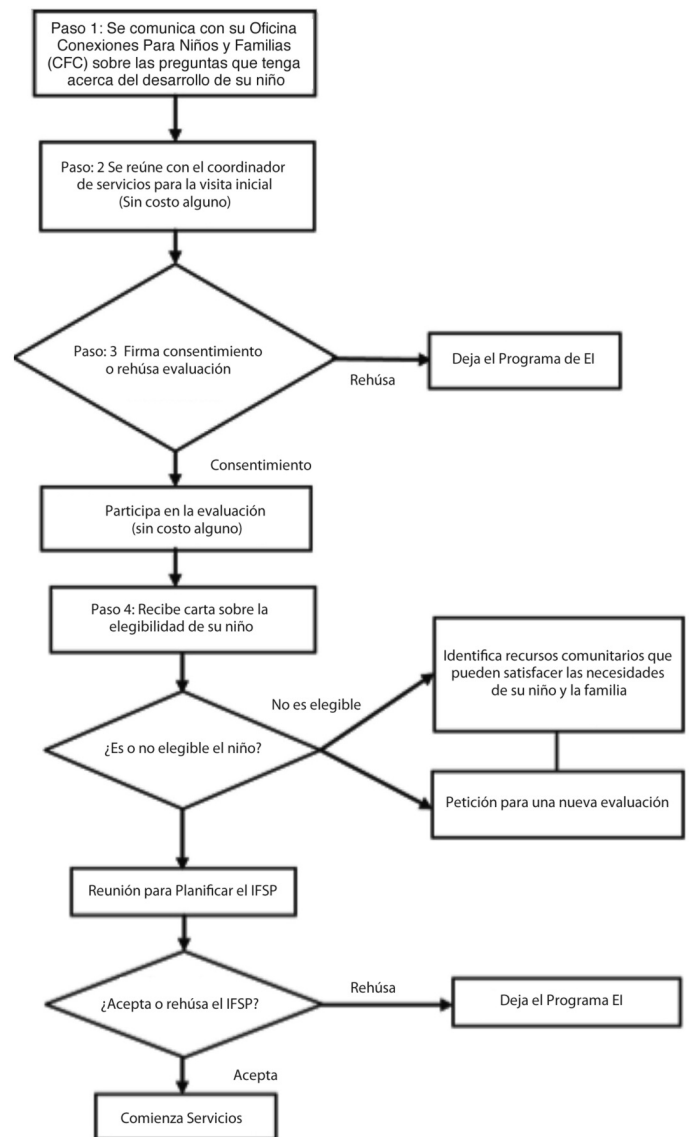 Paso 1: Se comunica con su Oficina
Conexiones Para Niños y Familias
(CFC) sobre las preguntas que tenga
acerca del desarrollo de su niño
Paso: 2 Se reúne con el coordinador
de servicios para la visita inicial
(Sin costo alguno)
Paso: 3 Firma consentimiento
o rehúsa evaluación
Rehúsa
Deja el Programa de EI
Consentimiento
Participa en la evaluación
(sin costo alguno)
Paso 4: Recibe carta sobre la
elegibilidad de su niño
¿Es o no elegible el niño?
No es elegible
Identifica recursos comunitarios que
pueden satisfacer las necesidades
de su niño y la familia
Petición para una nueva evaluación
Reunión para Planificar el IFSP
¿Acepta o rehúsa el IFSP?
Rehúsa
Deja el Programa EI
Acepta
Comienza Servicios